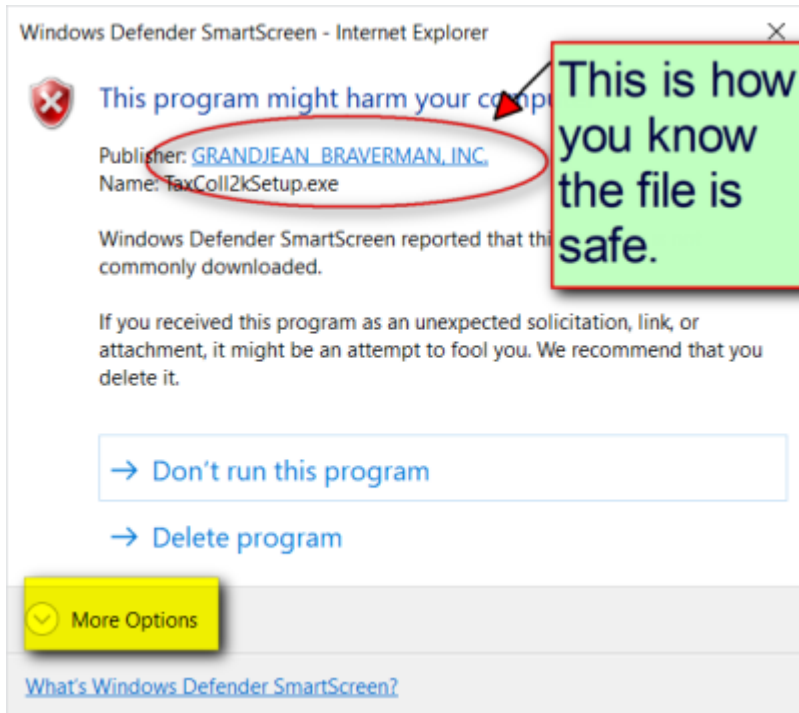 Windows Defender SmartScreen - Internet Explorer
This program might harm your comp
Publisher: GRANDJEAN BRAVERMAN, INC.
Name: TaxColl2kSetup.exe
This is how
you know
the file is
safe.
Windows Defender SmartScreen reported that thi
commonly downloaded.
If you received this program as an unexpected solicitation, link, or
attachment, it might be an attempt to fool you. We recommend that you
delete it.
→ Don't run this program
→ Delete program
More Options
What's Windows Defender SmartScreen?